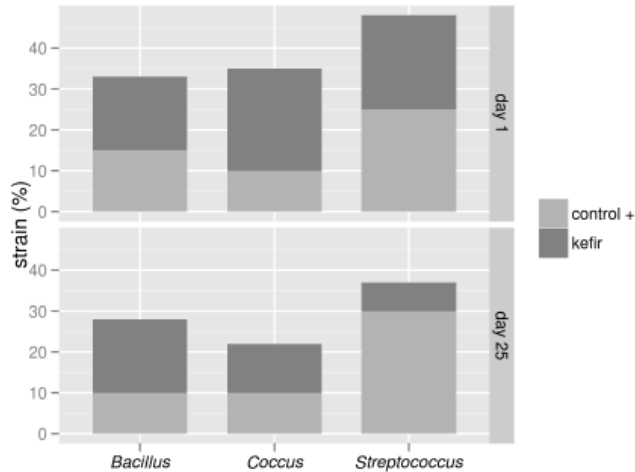 40
30
20
10
0
day 1
strain (%)
control +
kefir
40
30
20
10
0
day 25
Bacillus Coccus Streptococcus